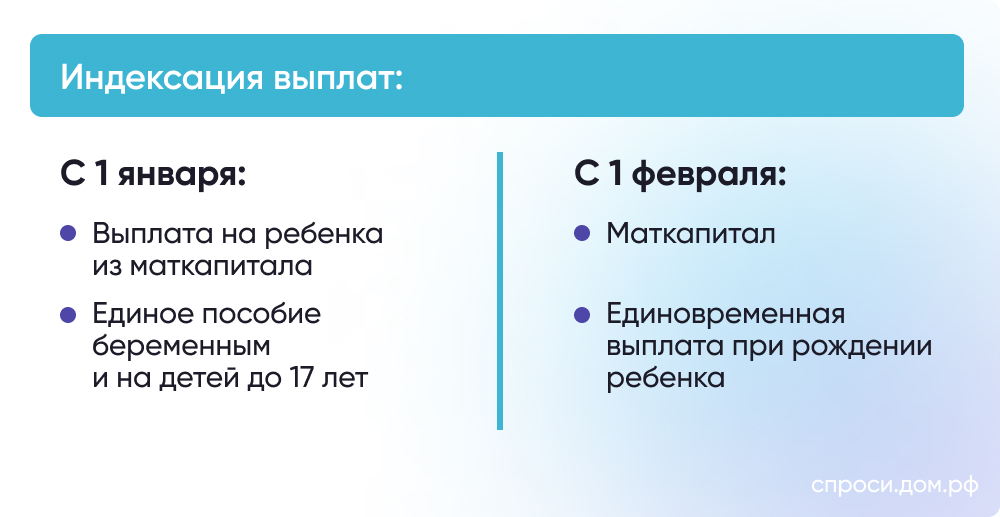 Индексация выплат:
С 1 января:
Выплата на ребенка
из маткапитала
Единое пособие
беременным
и на детей до 17 лет
С 1 февраля:
Маткапитал
Единовременная
выплата при рождении
ребенка
спроси.дом.рф